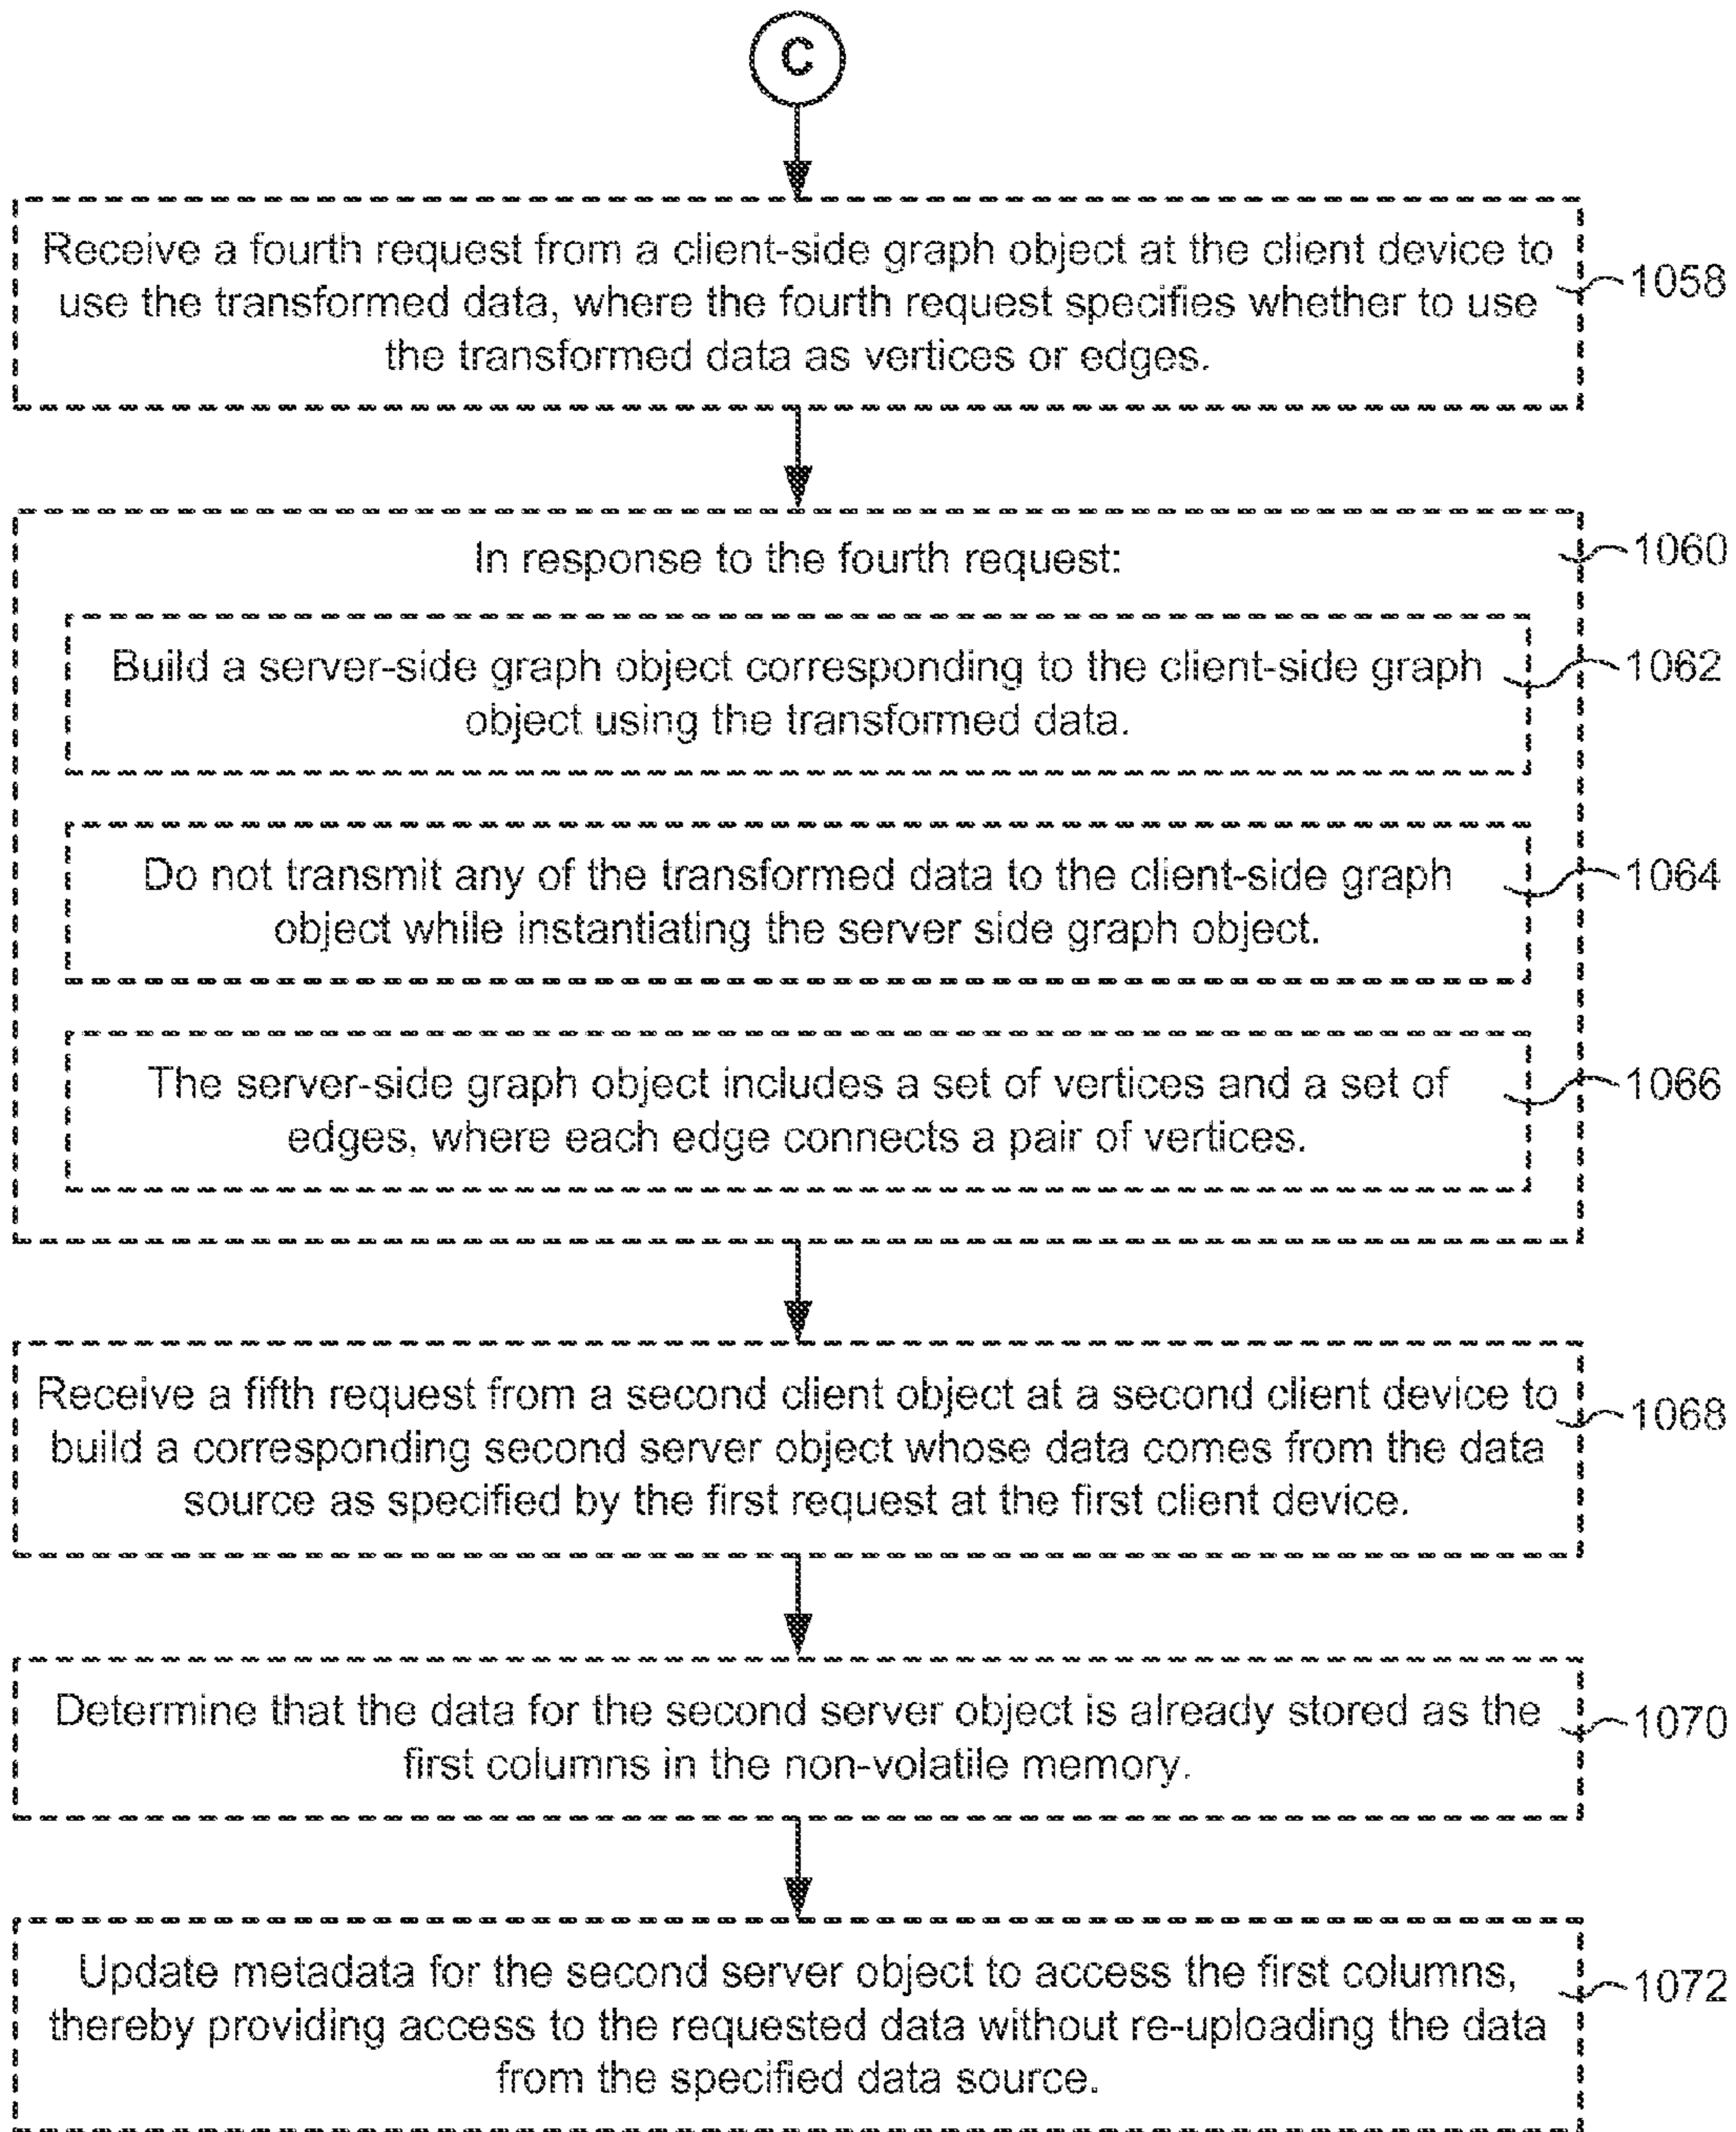 C
Receive a fourth request from a client-side graph object at the client device to
use the transformed data, where the fourth request specifies whether to use
the transformed data as vertices or edges.
1058
In response to the fourth request:
1060
Build a server-side graph object corresponding to the client-side graph
object using the transformed data.
1062
Do not transmit any of the transformed data to the client-side graph
object while instantiating the server side graph object.
1064
The server-side graph object includes a set of vertices and a set of
edges, where each edge connects a pair of vertices.
1066
Receive a fifth request from a second client object at a second client device to
build a corresponding second server object whose data comes from the data
source as specified by the first request at the first client device.
1068
Determine that the data for the second server object is already stored as the
first columns in the non-volatile memory.
1070
Update metadata for the second server object to access the first columns,
thereby providing access to the requested data without re-uploading the data
from the specified data source.
1072